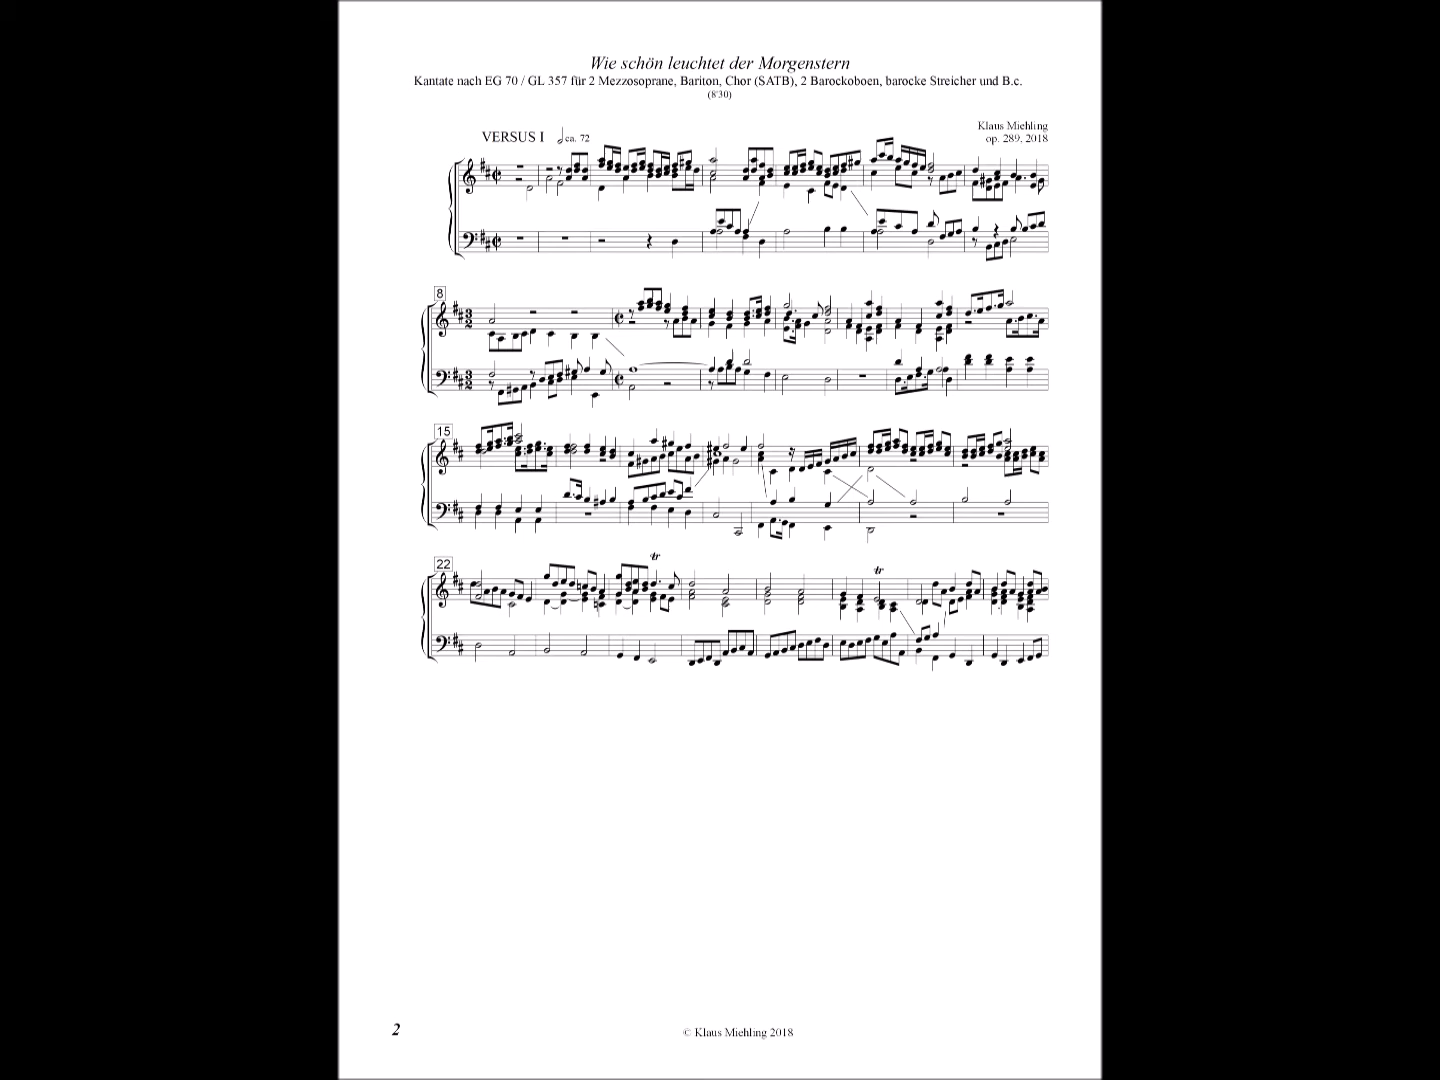 Wie schön leuchtet der Morgenstern
Kantate nach EG 70 / GL 357 für 2 Mezzosoprane, Bariton, Chor (SATB), 2 Barockoboen, barocke Streicher und B.c.
(8'30)
Klaus Miehling
op. 289, 2018
VERSUS I ca. 72
8
15
22
tr
tr
2
© Klaus Miehling 2018